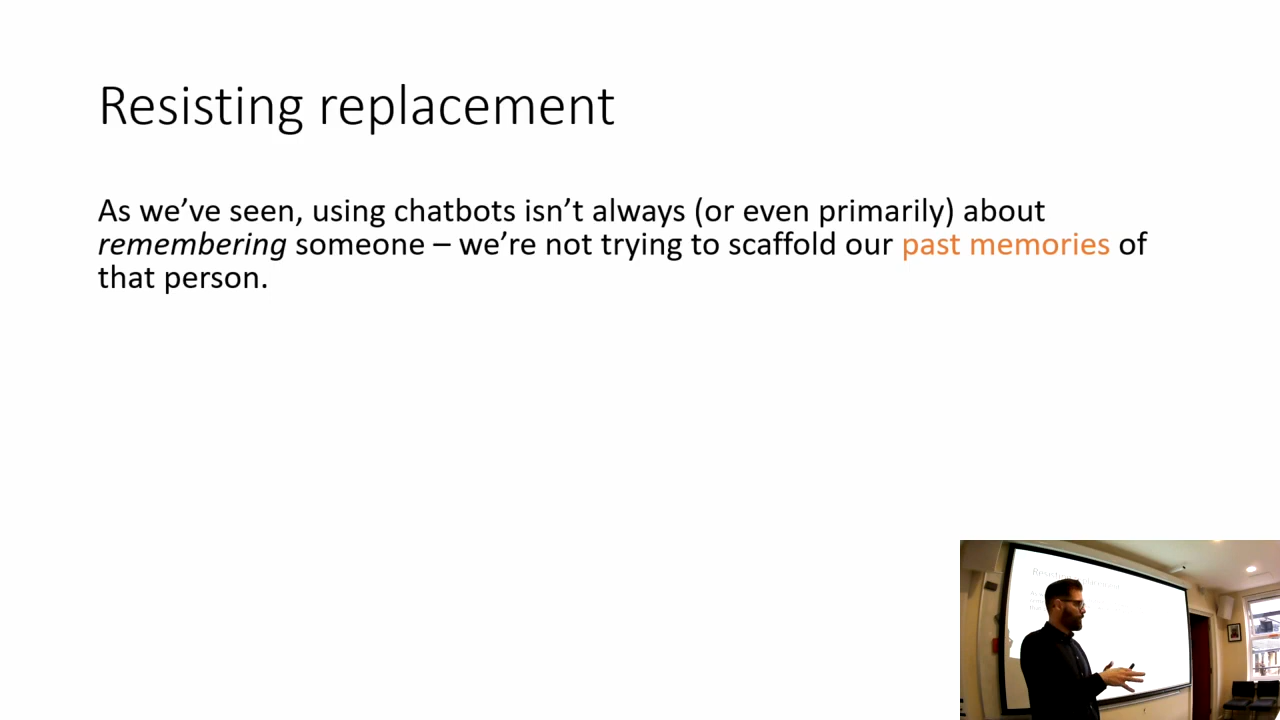 Resisting replacement
As we’ve seen, using chatbots isn’t always (or even primarily) about
remembering someone – we’re not trying to scaffold our past memories of
that person.